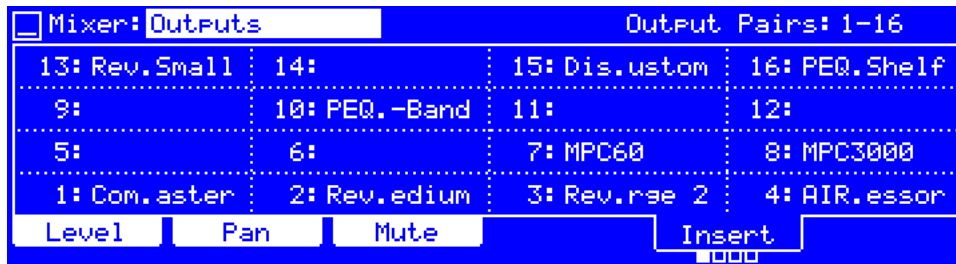 Mixer: Outputs Output Pairs: 1-16
13: Rev.Small 14: 15: Dis.ustom 16: PEQ.Shelf
9: 10: PEQ.-Band 11: 12:
5: 6: 7: MPC60 8: MPC3000
1: Com.aster 2: Rev.edium 3: Rev.rge 2 4: AIR.essor
Level Pan Mute Insert